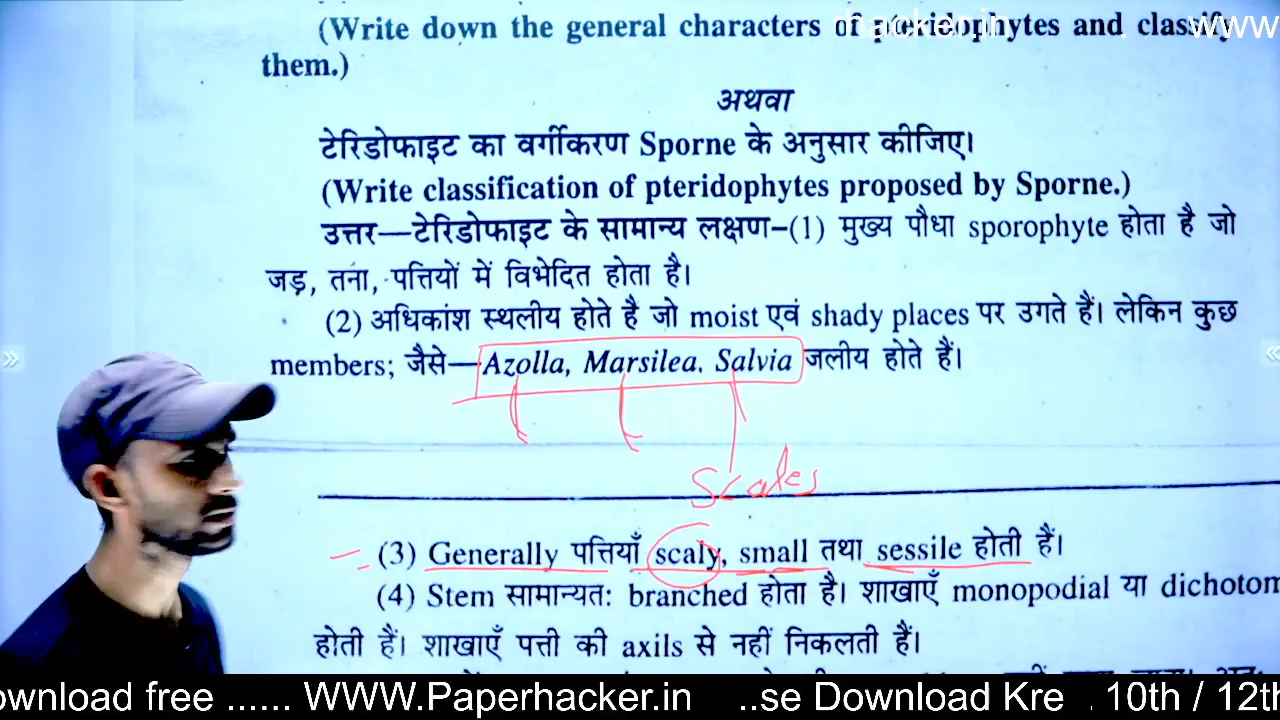 (Write down the general characters of pteridophytes and classify
them.)
अथवा
टेरिडोफाइट का वर्गीकरण Sporne के अनुसार कीजिए।
(Write classification of pteridophytes proposed by Sporne.)
उत्तर—टेरिडोफाइट के सामान्य लक्षण–(1) मुख्य पौधा sporophyte होता है जो
जड़, तना, पत्तियों में विभेदित होता है।
(2) अधिकांश स्थलीय होते है जो moist एवं shady places पर उगते हैं। लेकिन कुछ
members; जैसे—Azolla, Marsilea. Salvia जलीय होते हैं।
Scales
(3) Generally पत्तियाँ scaly, small तथा sessile होती हैं।
(4) Stem सामान्यत: branched होता है। शाखाएँ monopodial या dichotom
होती हैं। शाखाएँ पत्ती की axils से नहीं निकलती हैं।
ownload free ...... WWW.Paperhacker.in ..se Download Kre . 10th / 12th